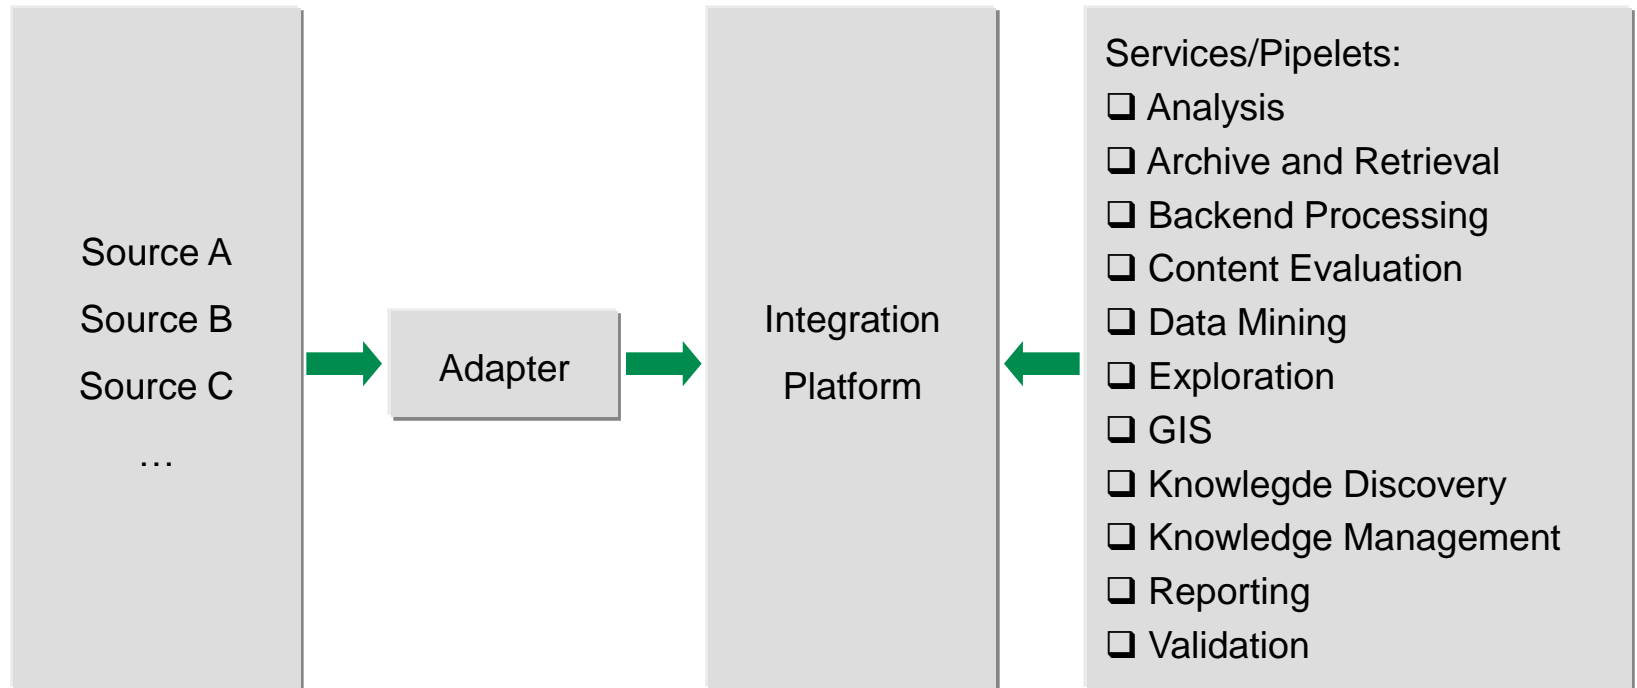 Source A
Source B
Source C
…
Adapter
Integration
Platform
Services/Pipelets:
❑ Analysis
❑ Archive and Retrieval
❑ Backend Processing
❑ Content Evaluation
❑ Data Mining
❑ Exploration
❑ GIS
❑ Knowlegde Discovery
❑ Knowledge Management
❑ Reporting
❑ Validation